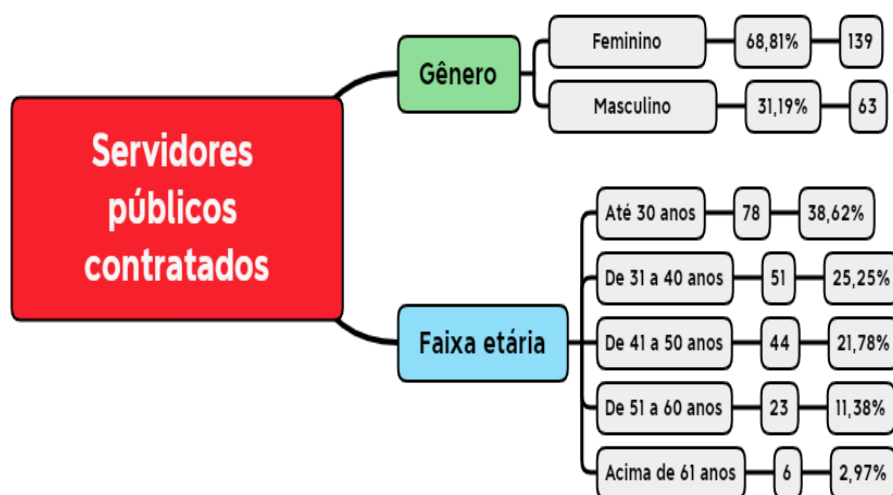 Servidores
públicos
contratados
Gênero
Feminino 68,81% 139
Masculino 31,19% 63
Faixa etária
Até 30 anos 78 38,62%
De 31 a 40 anos 51 25,25%
De 41 a 50 anos 44 21,78%
De 51 a 60 anos 23 11,38%
Acima de 61 anos 6 2,97%